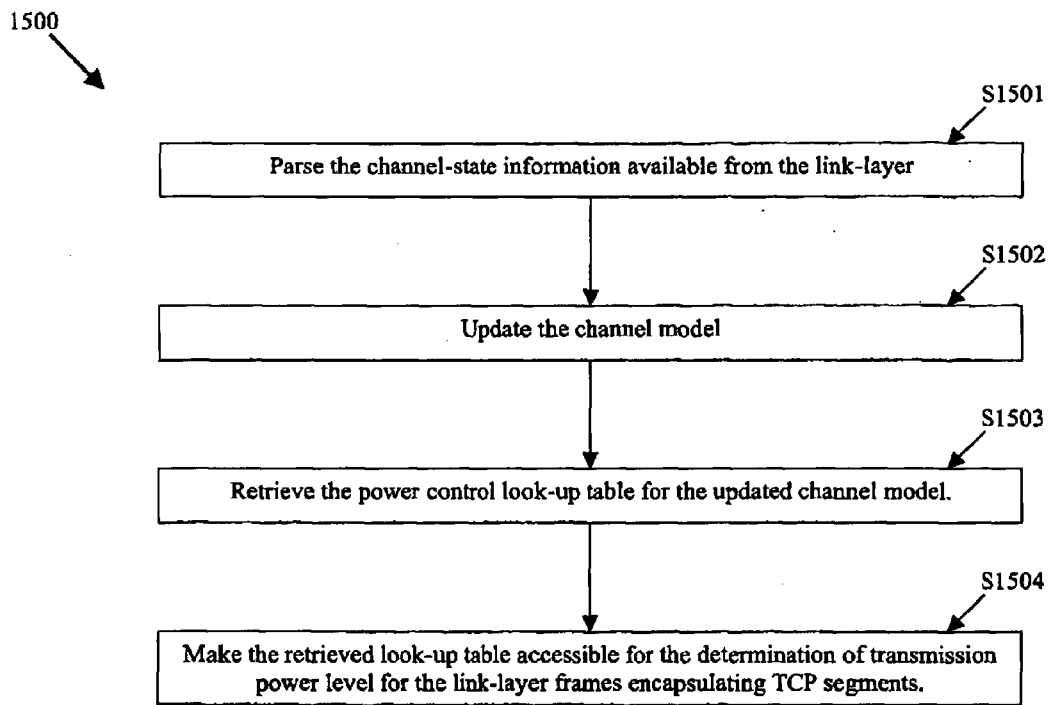 1500
S1501
Parse the channel-state information available from the link-layer
S1502
Update the channel model
S1503
Retrieve the power control look-up table for the updated channel model.
S1504
Make the retrieved look-up table accessible for the determination of transmission
power level for the link-layer frames encapsulating TCP segments.